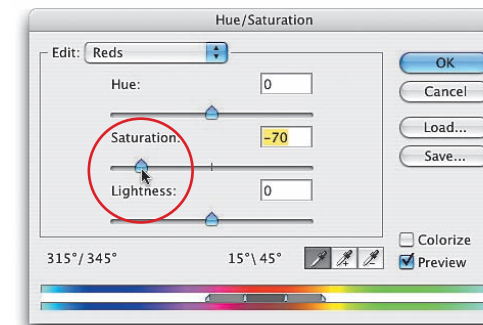 Hue/Saturation
Edit: Reds
OK
Hue: 0
Cancel
Load...
Saturation: -70
Save...
Lightness: 0
Colorize
315°/345° 15°\45°
Preview